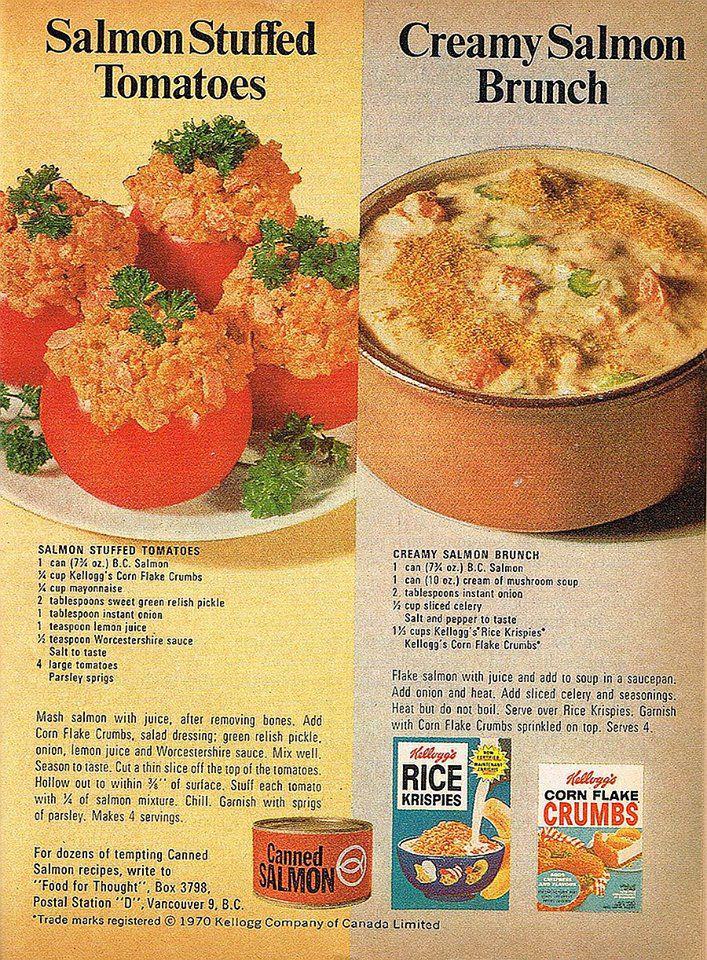 Salmon Stuffed
Tomatoes
SALMON STUFFED TOMATOES
1 can (7¾ oz.) B.C. Salmon
¼ cup Kellogg's Corn Flake Crumbs
¼ cup mayonnaise
2 tablespoons sweet green relish pickle
1 tablespoon instant onion
1 teaspoon lemon juice
½ teaspoon Worcestershire sauce
Salt to taste
4 large tomatoes
Parsley sprigs
Mash salmon with juice, after removing bones. Add
Corn Flake Crumbs, salad dressing; green relish pickle,
onion, lemon juice and Worcestershire sauce. Mix well.
Season to taste. Cut a thin slice off the top of the tomatoes.
Hollow out to within ⅜" of surface. Stuff each tomato
with ¼ of salmon mixture. Chill. Garnish with sprigs
of parsley. Makes 4 servings.
For dozens of tempting Canned
Salmon recipes, write to
"Food for Thought", Box 3798,
Postal Station "D", Vancouver 9, B.C.
Canned
SALMON
Creamy Salmon
Brunch
CREAMY SALMON BRUNCH
1 can (7¾ oz.) B.C. Salmon
1 can (10 oz.) cream of mushroom soup
2 tablespoons instant onion
½ cup sliced celery
Salt and pepper to taste
1⅓ cups Kellogg's* Rice Krispies*
Kellogg's Corn Flake Crumbs*
Flake salmon with juice and add to soup in a saucepan.
Add onion and heat. Add sliced celery and seasonings.
Heat but do not boil. Serve over Rice Krispies. Garnish
with Corn Flake Crumbs sprinkled on top. Serves 4.
Kellogg's
RICE
KRISPIES
Kellogg's
CORN FLAKE
CRUMBS
*Trade marks registered © 1970 Kellogg Company of Canada Limited